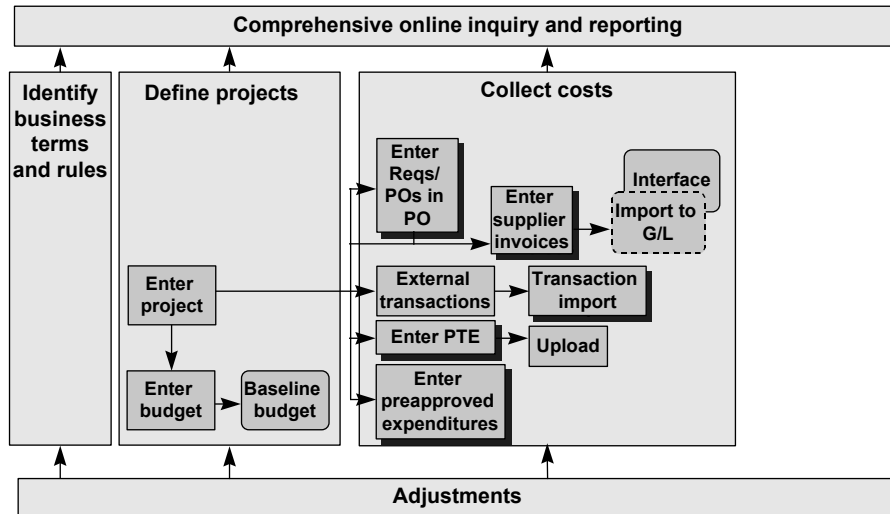 Comprehensive online inquiry and reporting
Identify
business
terms
and rules
Define projects
Enter
project
Enter
budget
Baseline
budget
Collect costs
Enter
Reqs/
POs in
PO
Enter
supplier
invoices
Interface
Import to
G/L
External
transactions
Transaction
import
Enter PTE
Upload
Enter
preapproved
expenditures
Adjustments